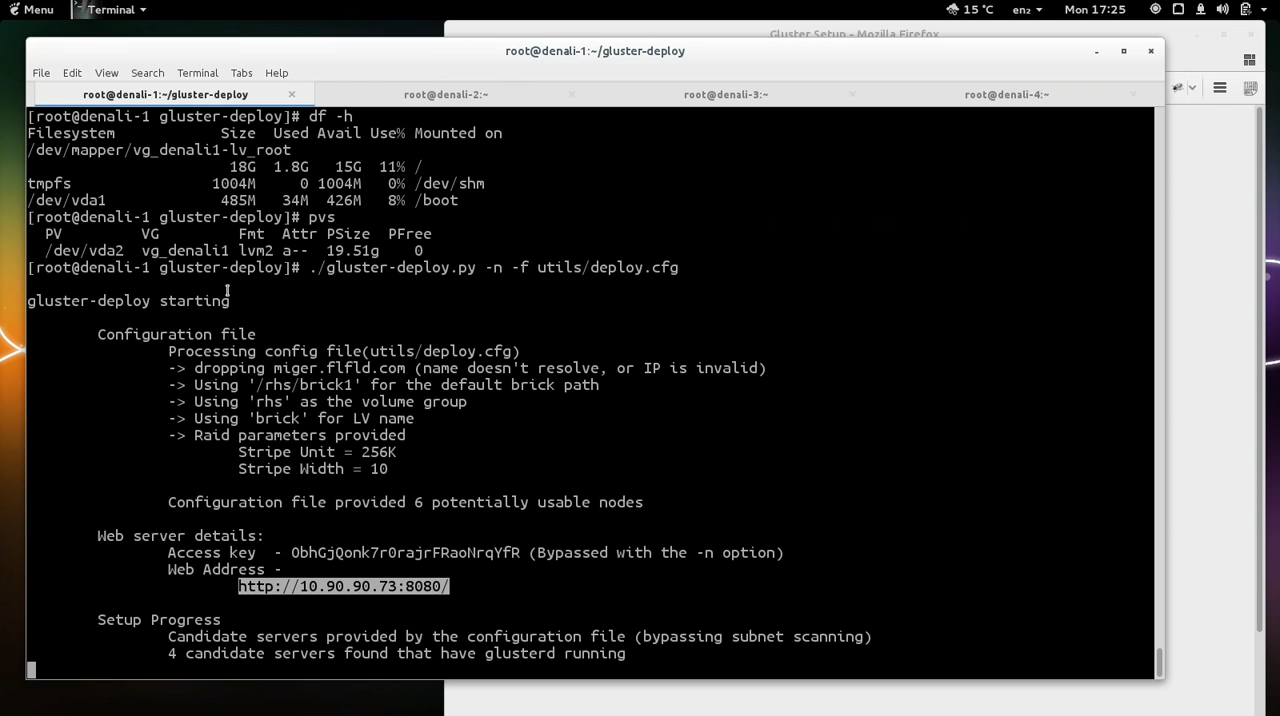 Menu Terminal 15 °C en₂ Mon 17:25
Gluster Setup - Mozilla Firefox
root@denali-1:~/gluster-deploy
File Edit View Search Terminal Tabs Help
root@denali-1:~/gluster-deploy root@denali-2:~ root@denali-3:~ root@denali-4:~
[root@denali-1 gluster-deploy]# df -h
Filesystem Size Used Avail Use% Mounted on
/dev/mapper/vg_denali1-lv_root
18G 1.8G 15G 11% /
tmpfs 1004M 0 1004M 0% /dev/shm
/dev/vda1 485M 34M 426M 8% /boot
[root@denali-1 gluster-deploy]# pvs
PV VG Fmt Attr PSize PFree
/dev/vda2 vg_denali1 lvm2 a-- 19.51g 0
[root@denali-1 gluster-deploy]# ./gluster-deploy.py -n -f utils/deploy.cfg
gluster-deploy starting
Configuration file
Processing config file(utils/deploy.cfg)
-> dropping miger.flfld.com (name doesn't resolve, or IP is invalid)
-> Using '/rhs/brick1' for the default brick path
-> Using 'rhs' as the volume group
-> Using 'brick' for LV name
-> Raid parameters provided
Stripe Unit = 256K
Stripe Width = 10
Configuration file provided 6 potentially usable nodes
Web server details:
Access key - ObhGjQonk7r0rajrFRaoNrqYfR (Bypassed with the -n option)
Web Address -
http://10.90.90.73:8080/
Setup Progress
Candidate servers provided by the configuration file (bypassing subnet scanning)
4 candidate servers found that have glusterd running